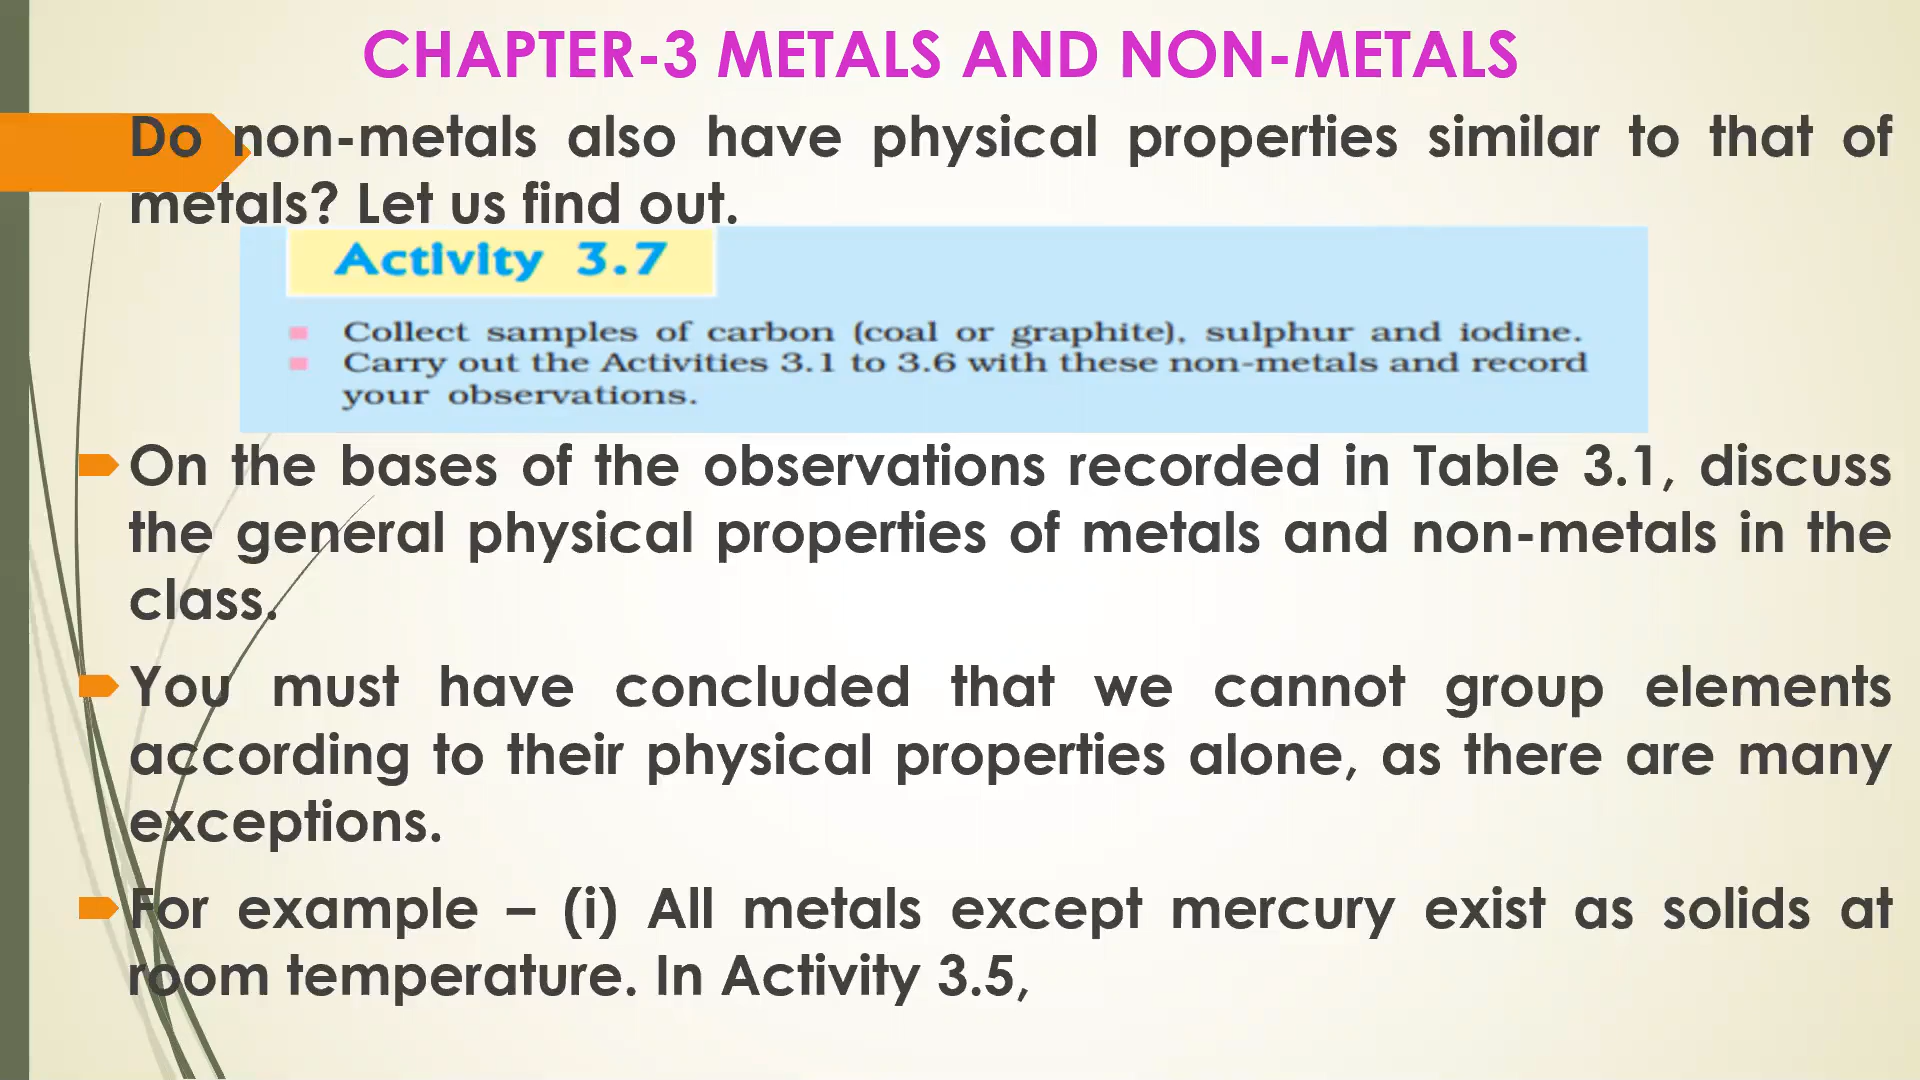 CHAPTER-3 METALS AND NON-METALS
Do non-metals also have physical properties similar to that of
metals? Let us find out.
Activity 3.7
Collect samples of carbon (coal or graphite), sulphur and iodine.
Carry out the Activities 3.1 to 3.6 with these non-metals and record
your observations.
On the bases of the observations recorded in Table 3.1, discuss
the general physical properties of metals and non-metals in the
class.
You must have concluded that we cannot group elements
according to their physical properties alone, as there are many
exceptions.
For example – (i) All metals except mercury exist as solids at
room temperature. In Activity 3.5,